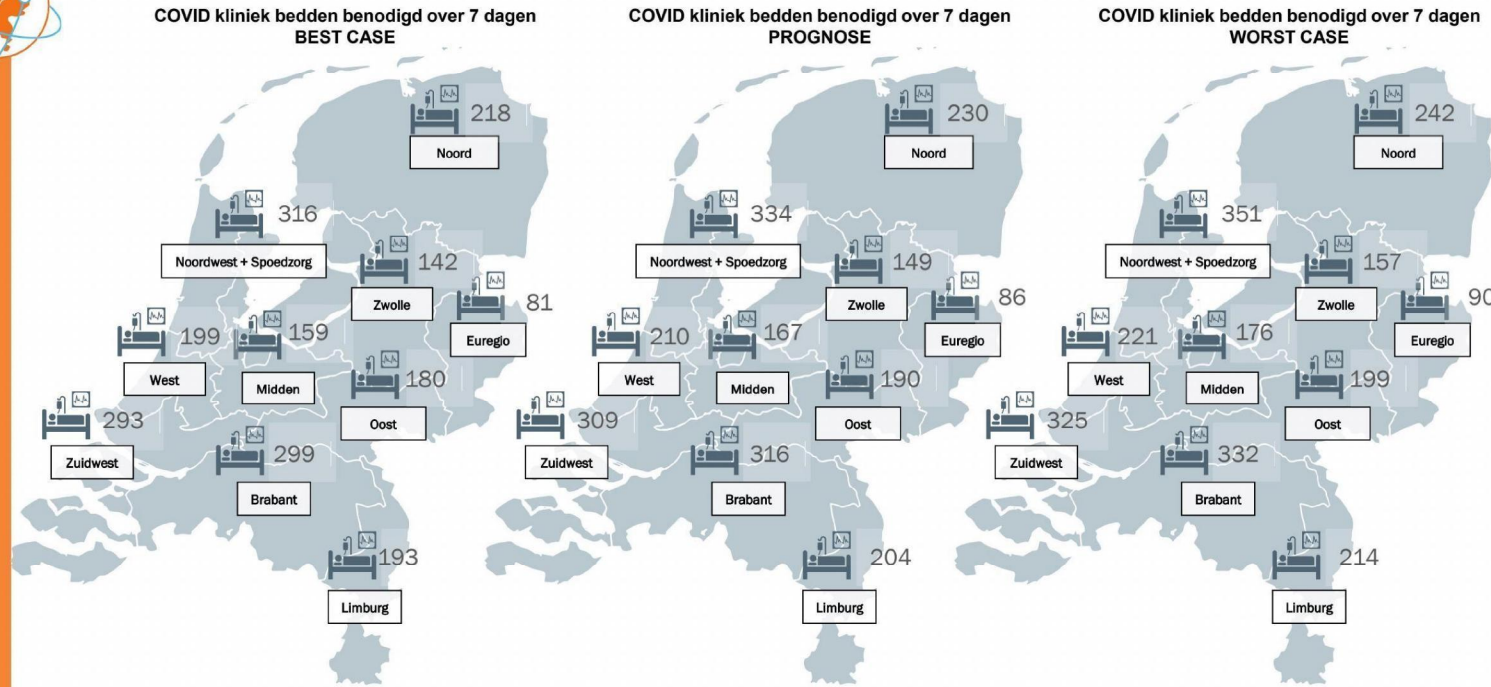 COVID kliniek bedden benodigd over 7 dagen
BEST CASE
218
Noord
316
Noordwest + Spoedzorg
142
Zwolle
81
Euregio
199
West
159
Midden
180
Oost
293
Zuidwest
299
Brabant
193
Limburg
COVID kliniek bedden benodigd over 7 dagen
PROGNOSE
230
Noord
334
Noordwest + Spoedzorg
149
Zwolle
86
Euregio
210
West
167
Midden
190
Oost
309
Zuidwest
316
Brabant
204
Limburg
COVID kliniek bedden benodigd over 7 dagen
WORST CASE
242
Noord
351
Noordwest + Spoedzorg
157
Zwolle
90
Euregio
221
West
176
Midden
199
Oost
325
Zuidwest
332
Brabant
214
Limburg